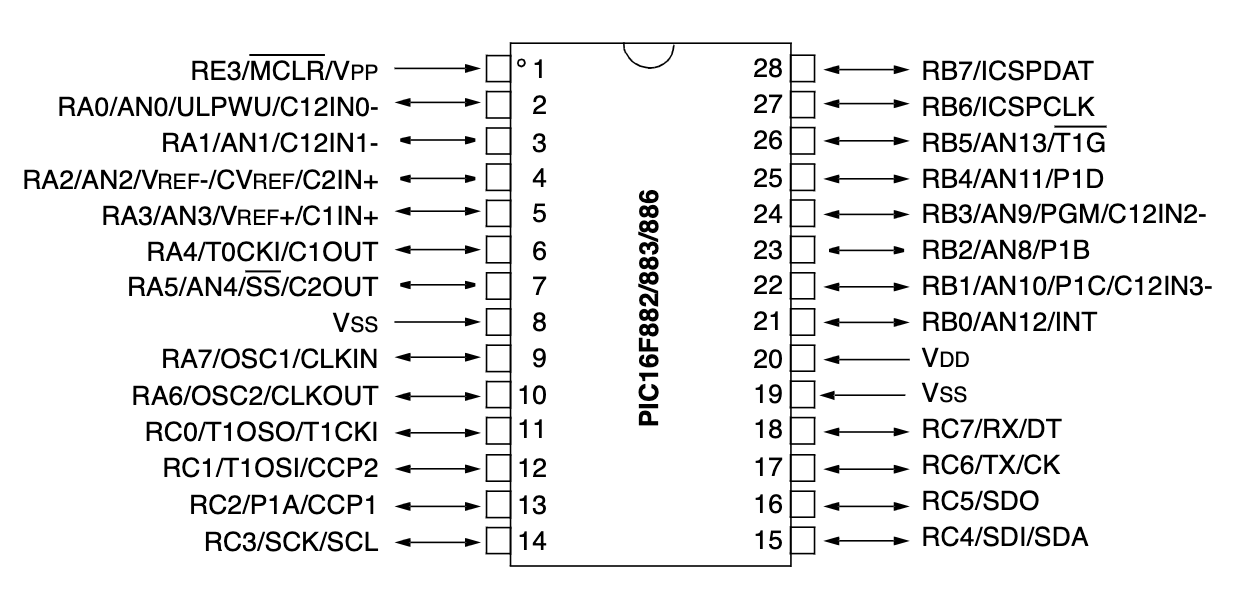 RE3/MCLR/VPP 1 28 RB7/ICSPDAT
RA0/AN0/ULPWU/C12IN0- 2 27 RB6/ICSPCLK
RA1/AN1/C12IN1- 3 26 RB5/AN13/T1G
RA2/AN2/VREF-/CVREF/C2IN+ 4 25 RB4/AN11/P1D
RA3/AN3/VREF+/C1IN+ 5 24 RB3/AN9/PGM/C12IN2-
RA4/T0CKI/C1OUT 6 23 RB2/AN8/P1B
RA5/AN4/SS/C2OUT 7 22 RB1/AN10/P1C/C12IN3-
VSS 8 21 RB0/AN12/INT
RA7/OSC1/CLKIN 9 20 VDD
RA6/OSC2/CLKOUT 10 19 VSS
RC0/T1OSO/T1CKI 11 18 RC7/RX/DT
RC1/T1OSI/CCP2 12 17 RC6/TX/CK
RC2/P1A/CCP1 13 16 RC5/SDO
RC3/SCK/SCL 14 15 RC4/SDI/SDA
PIC16F882/883/886